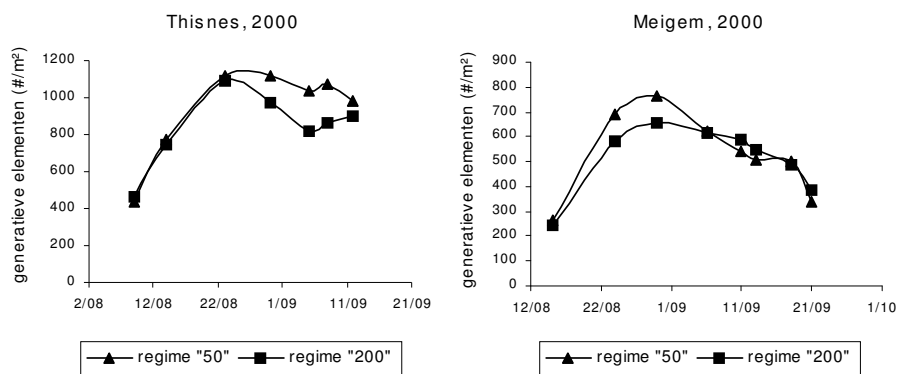 Thisnes, 2000
generatieve elementen (#/m²)
1200
1000
800
600
400
200
0
2/08 12/08 22/08 1/09 11/09 21/09
regime "50" regime "200"
Meigem, 2000
generatieve elementen (#/m²)
900
800
700
600
500
400
300
200
100
0
12/08 22/08 1/09 11/09 21/09 1/10
regime "50" regime "200"